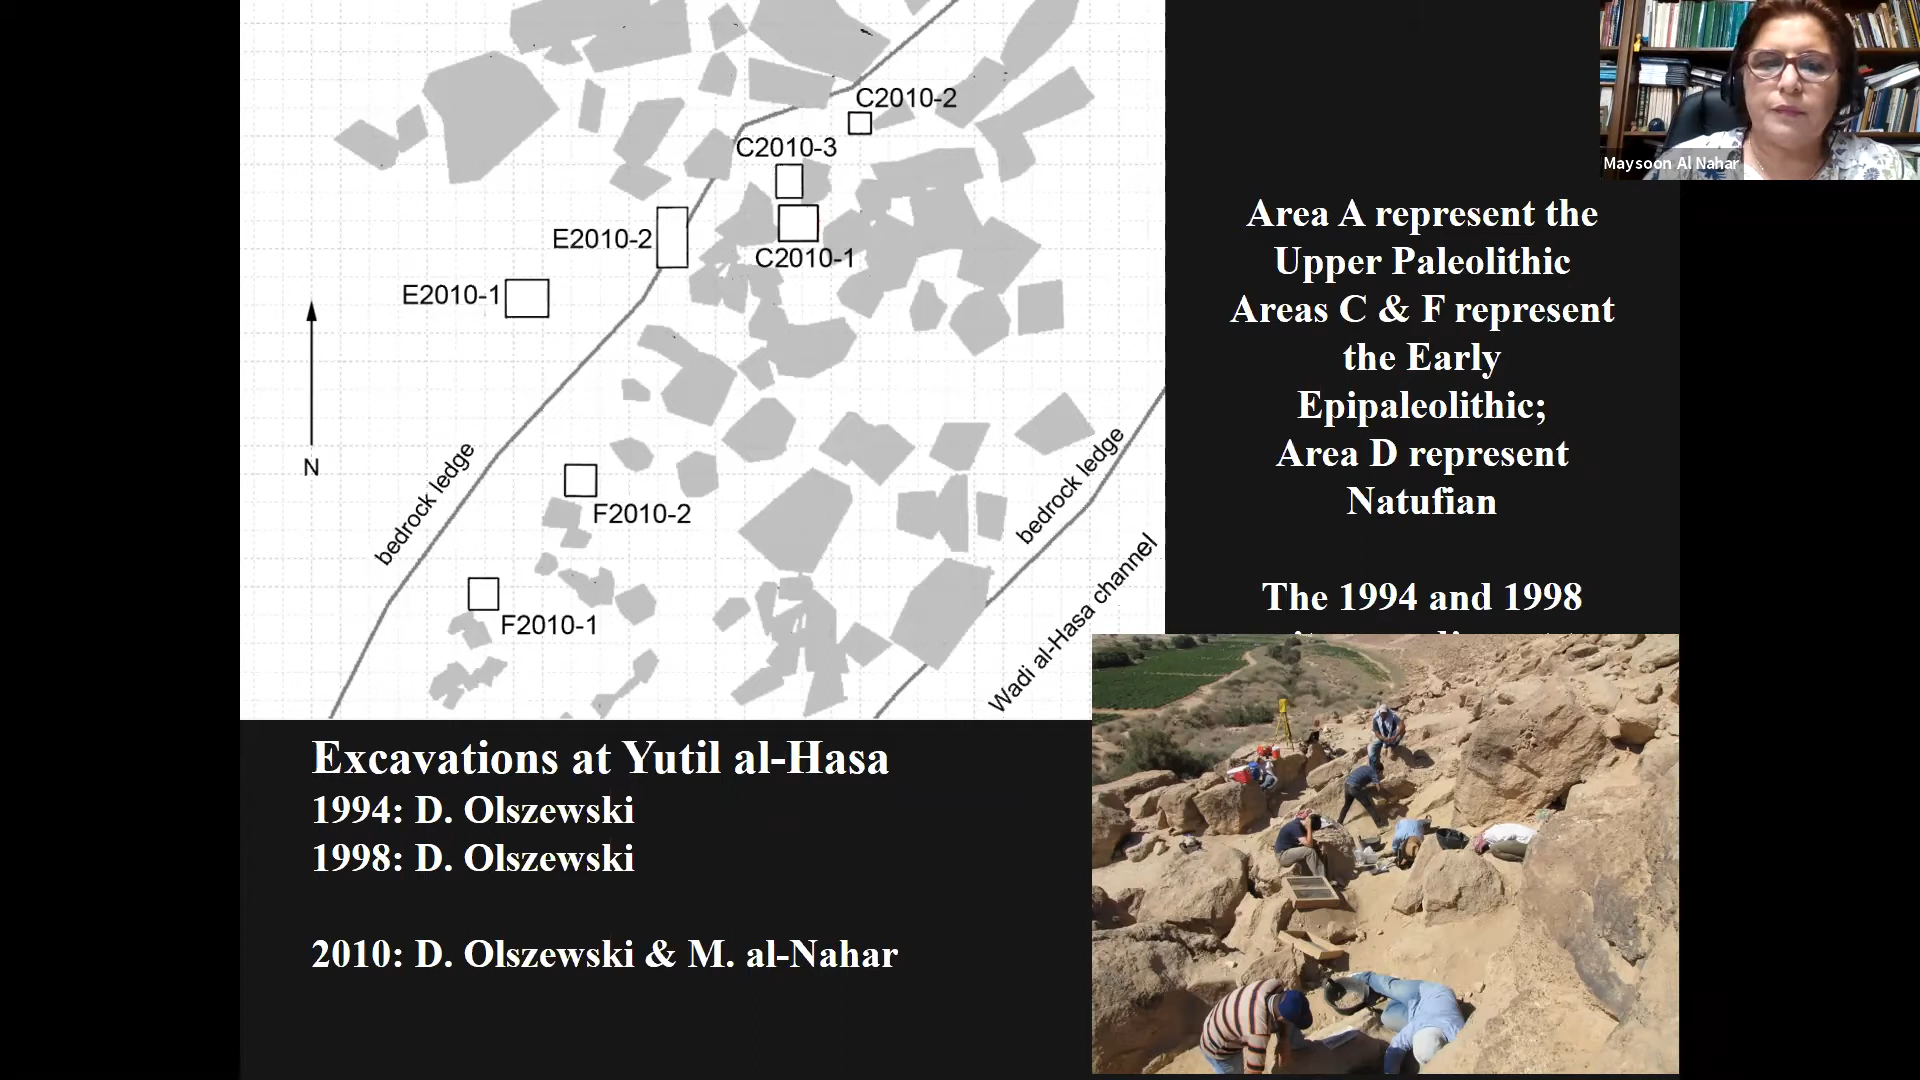 C2010-2
C2010-3
E2010-2
C2010-1
E2010-1
N
bedrock ledge
F2010-2
bedrock ledge
F2010-1
Wadi al-Hasa channel
Maysoon Al Nahar
Area A represent the
Upper Paleolithic
Areas C & F represent
the Early
Epipaleolithic;
Area D represent
Natufian
The 1994 and 1998
Excavations at Yutil al-Hasa
1994: D. Olszewski
1998: D. Olszewski
2010: D. Olszewski & M. al-Nahar